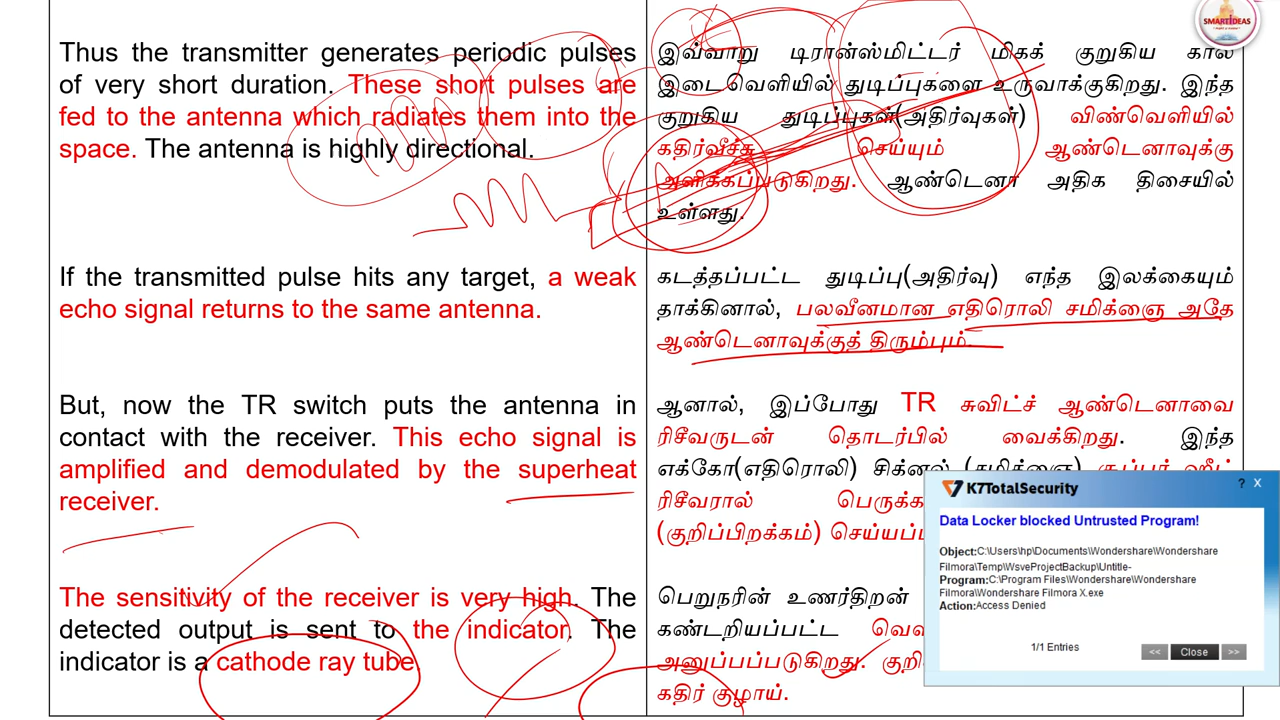 SMARTIDEAS
Thus the transmitter generates periodic pulses
of very short duration. These short pulses are
fed to the antenna which radiates them into the
space. The antenna is highly directional.
இவ்வாறு டிரான்ஸ்மிட்டர் மிகக் குறுகிய கால
இடைவெளியில் துடிப்புகளை உருவாக்குகிறது. இந்த
குறுகிய துடிப்புகள்(அதிர்வுகள்) விண்வெளியில்
கதிர்வீச்சு செய்யும் ஆண்டெனாவுக்கு
அளிக்கப்படுகிறது. ஆண்டெனா அதிக திசையில்
உள்ளது.
If the transmitted pulse hits any target, a weak
echo signal returns to the same antenna.
கடத்தப்பட்ட துடிப்பு(அதிர்வு) எந்த இலக்கையும்
தாக்கினால், பலவீனமான எதிரொலி சமிக்ஞை அதே
ஆண்டெனாவுக்குத் திரும்பும்.
But, now the TR switch puts the antenna in
contact with the receiver. This echo signal is
amplified and demodulated by the superheat
receiver.
ஆனால், இப்போது TR சுவிட்ச் ஆண்டெனாவை
ரிசீவருடன் தொடர்பில் வைக்கிறது. இந்த
எக்கோ(எதிரொலி) சிக்னல் (சமிக்ஞை) சூப்பர் ஹீட்
ரிசீவரால்
(குறிப்பிறக்கம்)
The sensitivity of the receiver is very high. The
detected output is sent to the indicator. The
indicator is a cathode ray tube.
பெறுநரின் உணர்திறன்
கண்டறியப்பட்ட
அனுப்பப்படுகிறது.
கதிர் குழாய்.
K7TotalSecurity ? X
Data Locker blocked Untrusted Program!
Object:C:\Users\hp\Documents\Wondershare\Wondershare
Filmora\Temp\WsveProjectBackup\Untitle-
Program:C:\Program Files\Wondershare\Wondershare
Filmora\Wondershare Filmora X.exe
Action:Access Denied
1/1 Entries << Close >>